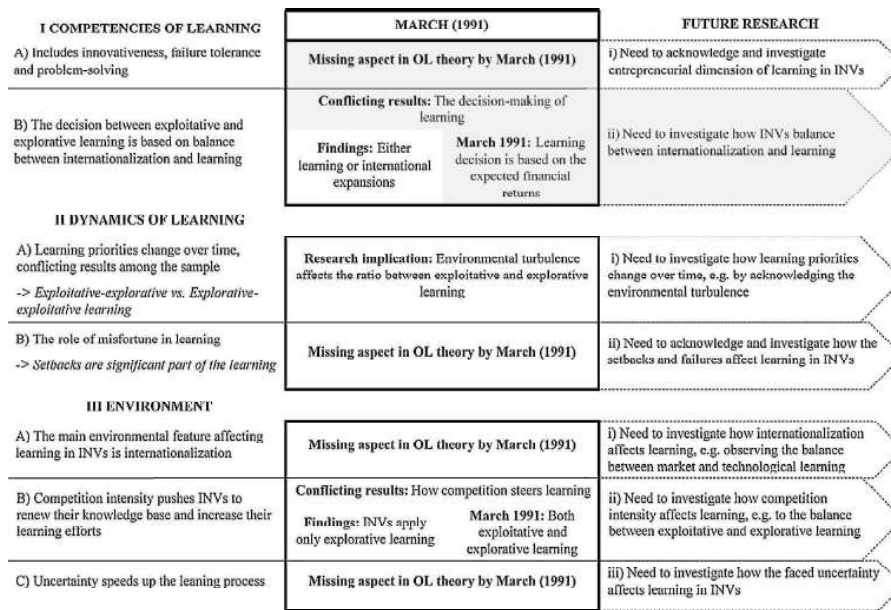 I COMPETENCIES OF LEARNING
MARCH (1991)
FUTURE RESEARCH
A) Includes innovativeness, failure tolerance
and problem-solving
Missing aspect in OL theory by March (1991)
i) Need to acknowledge and investigate
entrepreneurial dimension of learning in INVs
B) The decision between exploitative and
explorative learning is based on balance
between internationalization and learning
Conflicting results: The decision-making of
learning
Findings: Either
learning or international
expansions
March 1991: Learning
decision is based on the
expected financial
returns
ii) Need to investigate how INVs balance
between internationalization and learning
II DYNAMICS OF LEARNING
A) Learning priorities change over time,
conflicting results among the sample
-> Exploitative-explorative vs. Explorative-
exploitative learning
Research implication: Environmental turbulence
affects the ratio between exploitative and explorative
learning
i) Need to investigate how learning priorities
change over time, e.g. by acknowledging the
environmental turbulence
B) The role of misfortune in learning
-> Setbacks are significant part of the learning
Missing aspect in OL theory by March (1991)
ii) Need to acknowledge and investigate how the
setbacks and failures affect learning in INVs
III ENVIRONMENT
A) The main environmental feature affecting
learning in INVs is internationalization
Missing aspect in OL theory by March (1991)
i) Need to investigate how internationalization
affects learning, e.g. observing the balance
between market and technological learning
B) Competition intensity pushes INVs to
renew their knowledge base and increase their
learning efforts
Conflicting results: How competition steers learning
Findings: INVs apply
only explorative learning
March 1991: Both
exploitative and
explorative learning
ii) Need to investigate how competition
intensity affects learning, e.g. to the balance
between exploitative and explorative learning
C) Uncertainty speeds up the leaning process
Missing aspect in OL theory by March (1991)
iii) Need to investigate how the faced uncertainty
affects learning in INVs